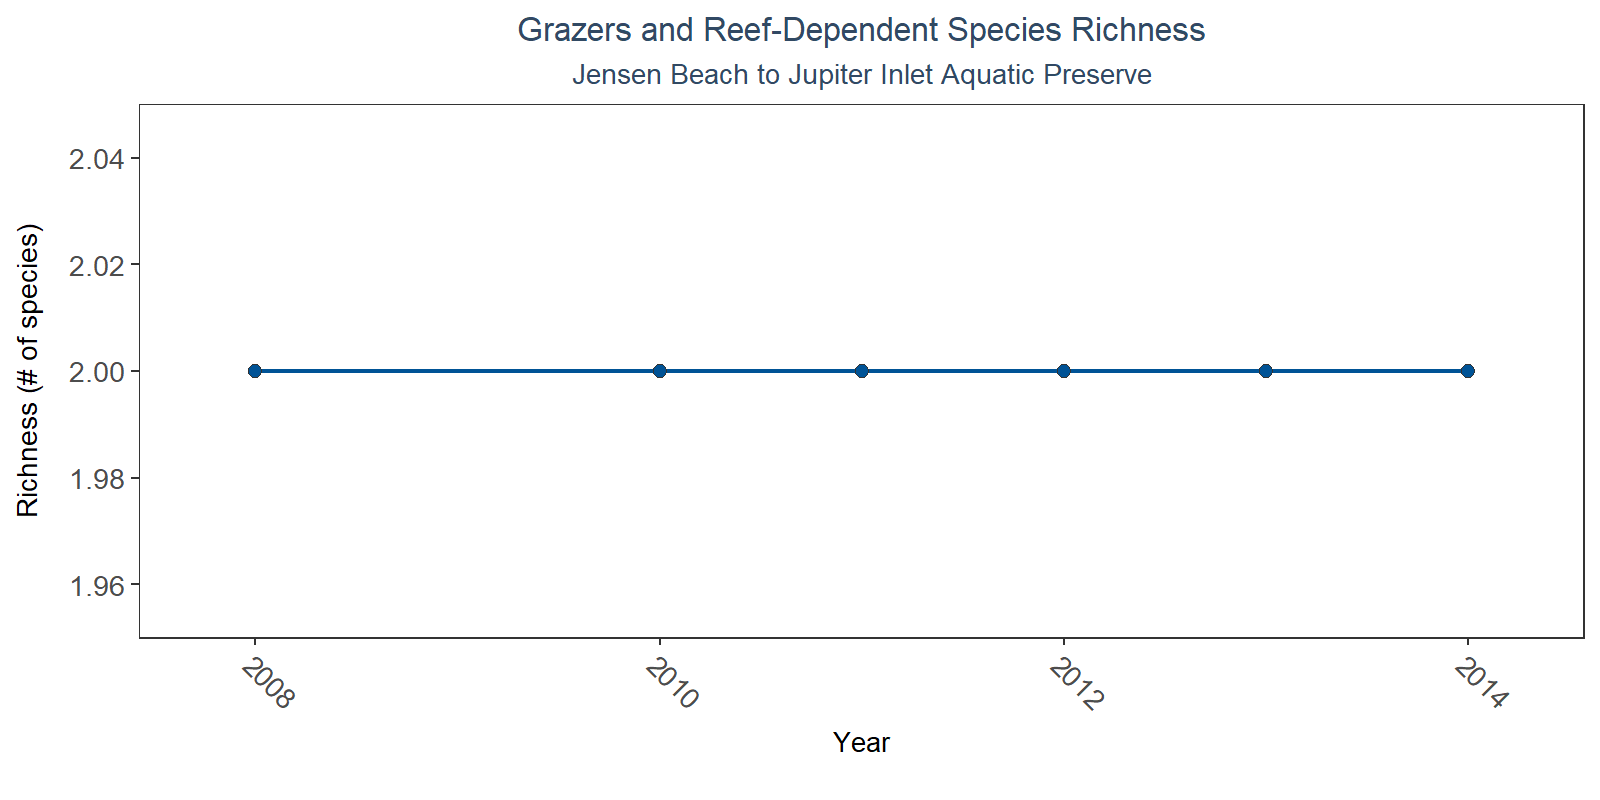 Grazers and Reef-Dependent Species Richness
Jensen Beach to Jupiter Inlet Aquatic Preserve
Richness (# of species)
2.04
2.02
2.00
1.98
1.96
2008
2010
2012
2014
Year